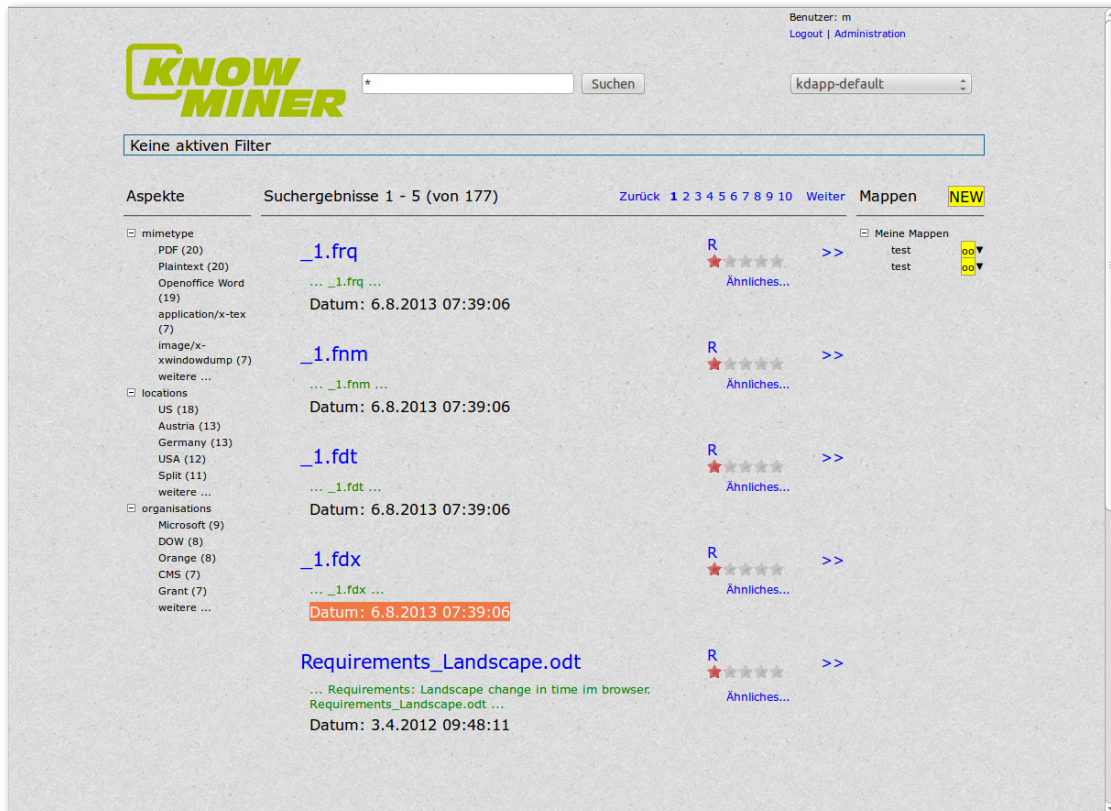 Benutzer: m
Logout | Administration
KNOW
MINER
*
Suchen
kdapp-default
Keine aktiven Filter
Aspekte
mimetype
PDF (20)
Plaintext (20)
Openoffice Word
(19)
application/x-tex
(7)
image/x-
xwindowdump (7)
weitere ...
locations
US (18)
Austria (13)
Germany (13)
USA (12)
Split (11)
weitere ...
organisations
Microsoft (9)
DOW (8)
Orange (8)
CMS (7)
Grant (7)
weitere ...
Suchergebnisse 1 - 5 (von 177)
Zurück 1 2 3 4 5 6 7 8 9 10 Weiter
_1.frq
R
>>
... _1.frq ...
Ähnliches...
Datum: 6.8.2013 07:39:06
_1.fnm
R
>>
... _1.fnm ...
Ähnliches...
Datum: 6.8.2013 07:39:06
_1.fdt
R
>>
... _1.fdt ...
Ähnliches...
Datum: 6.8.2013 07:39:06
_1.fdx
R
>>
... _1.fdx ...
Ähnliches...
Datum: 6.8.2013 07:39:06
Requirements_Landscape.odt
R
>>
... Requirements: Landscape change in time im browser.
Requirements_Landscape.odt ...
Ähnliches...
Datum: 3.4.2012 09:48:11
Mappen
NEW
Meine Mappen
test oo▼
test oo▼